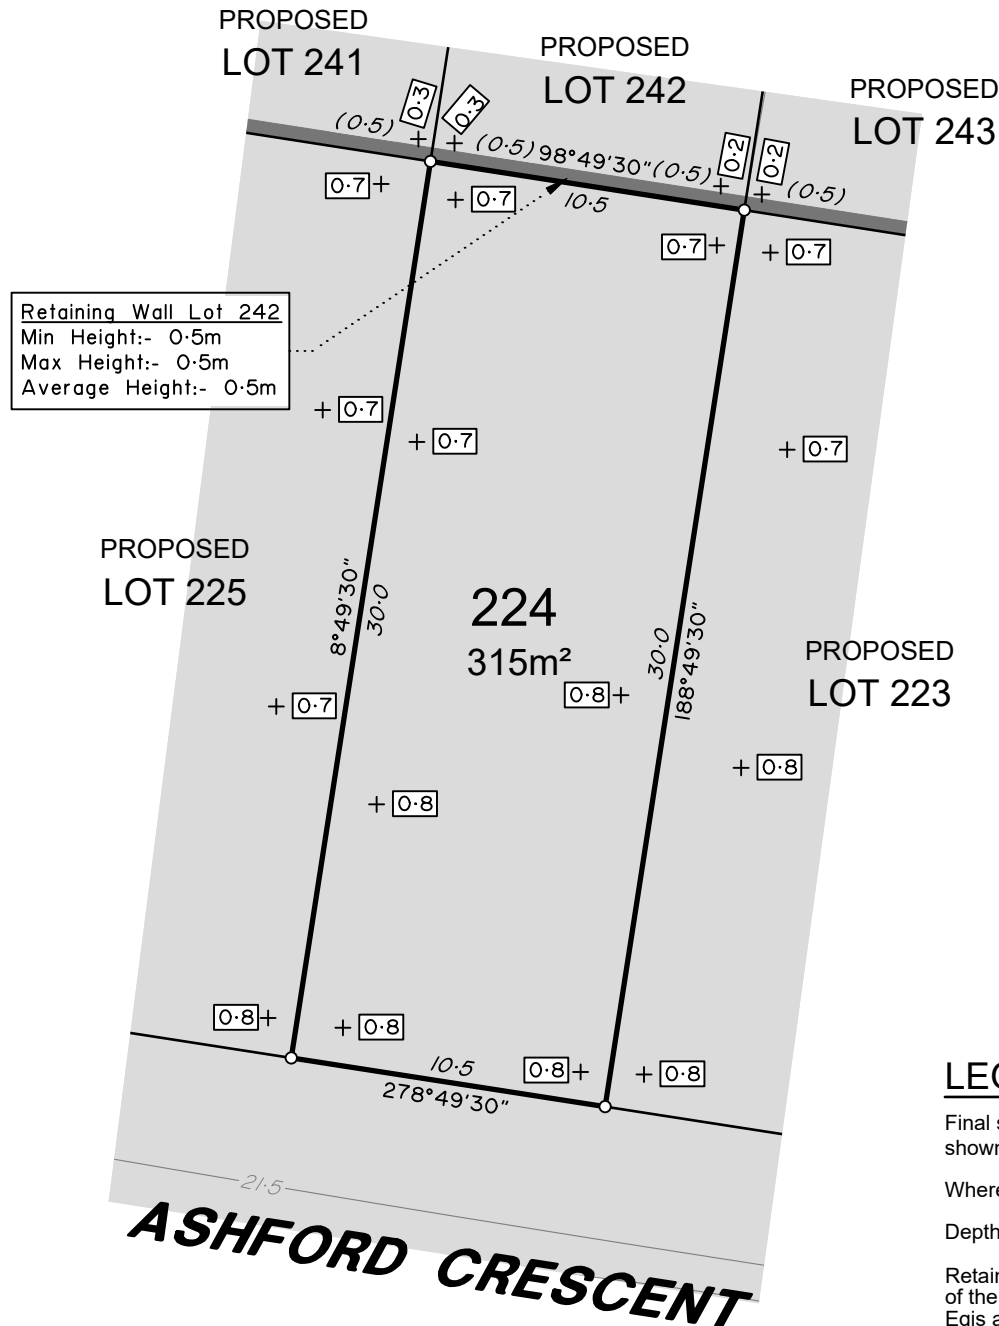 PROPOSED
LOT 241
PROPOSED
LOT 242
PROPOSED
LOT 243
0·3
0·3
0·2
0·2
(0.5)
(0.5)
98°49'30"
(0.5)
(0.5)
10·5
0·7
0·7
0·7
0·7
Retaining Wall Lot 242
Min Height:- 0·5m
Max Height:- 0·5m
Average Height:- 0·5m
0·7
0·7
0·7
PROPOSED
LOT 225
8°49'30"
30·0
224
315m²
30·0
188°49'30"
PROPOSED
LOT 223
0·8
0·7
0·8
0·8
0·8
0·8
0·8
0·8
10·5
278°49'30"
21·5
ASHFORD CRESCENT
Final
shown
Where
Depth
of the
Egis